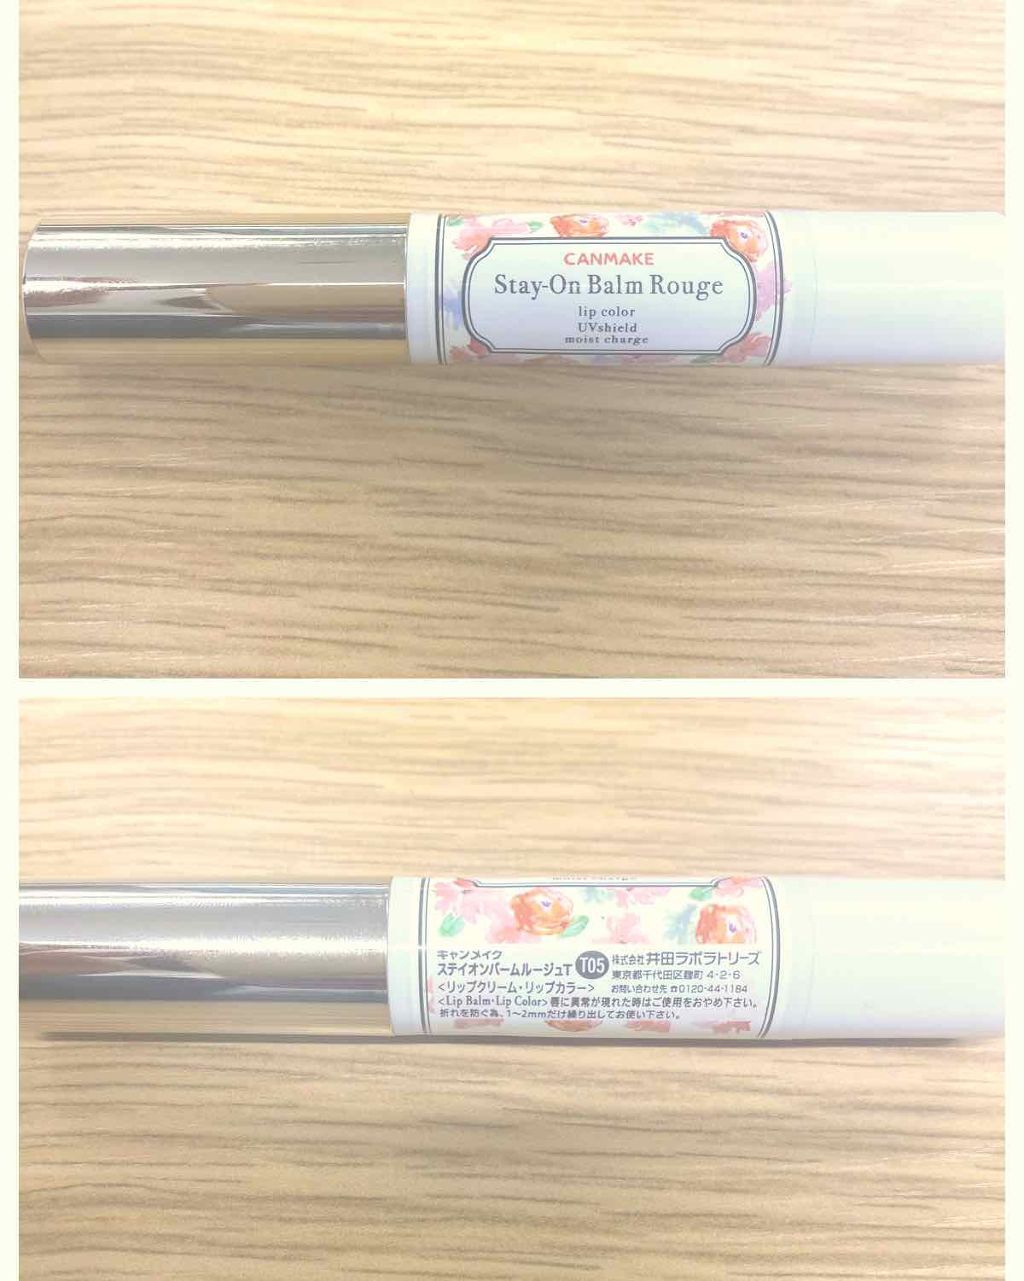 CANMAKE
Stay-On Balm Rouge
lip color
UVshield
moist charge
moist charge
キャンメイク
ステイオンバームルージュT T05
<リップクリーム・リップカラー>
株式会社 井田ラボラトリーズ
東京都千代田区麹町 4-2-6
お問い合わせ先 ☎0120-44-1184
<Lip Balm・Lip Color> 唇に異常が現れた時はご使用をおやめ下さい。
折れを防ぐ為、1〜2mmだけ繰り出してお使い下さい。